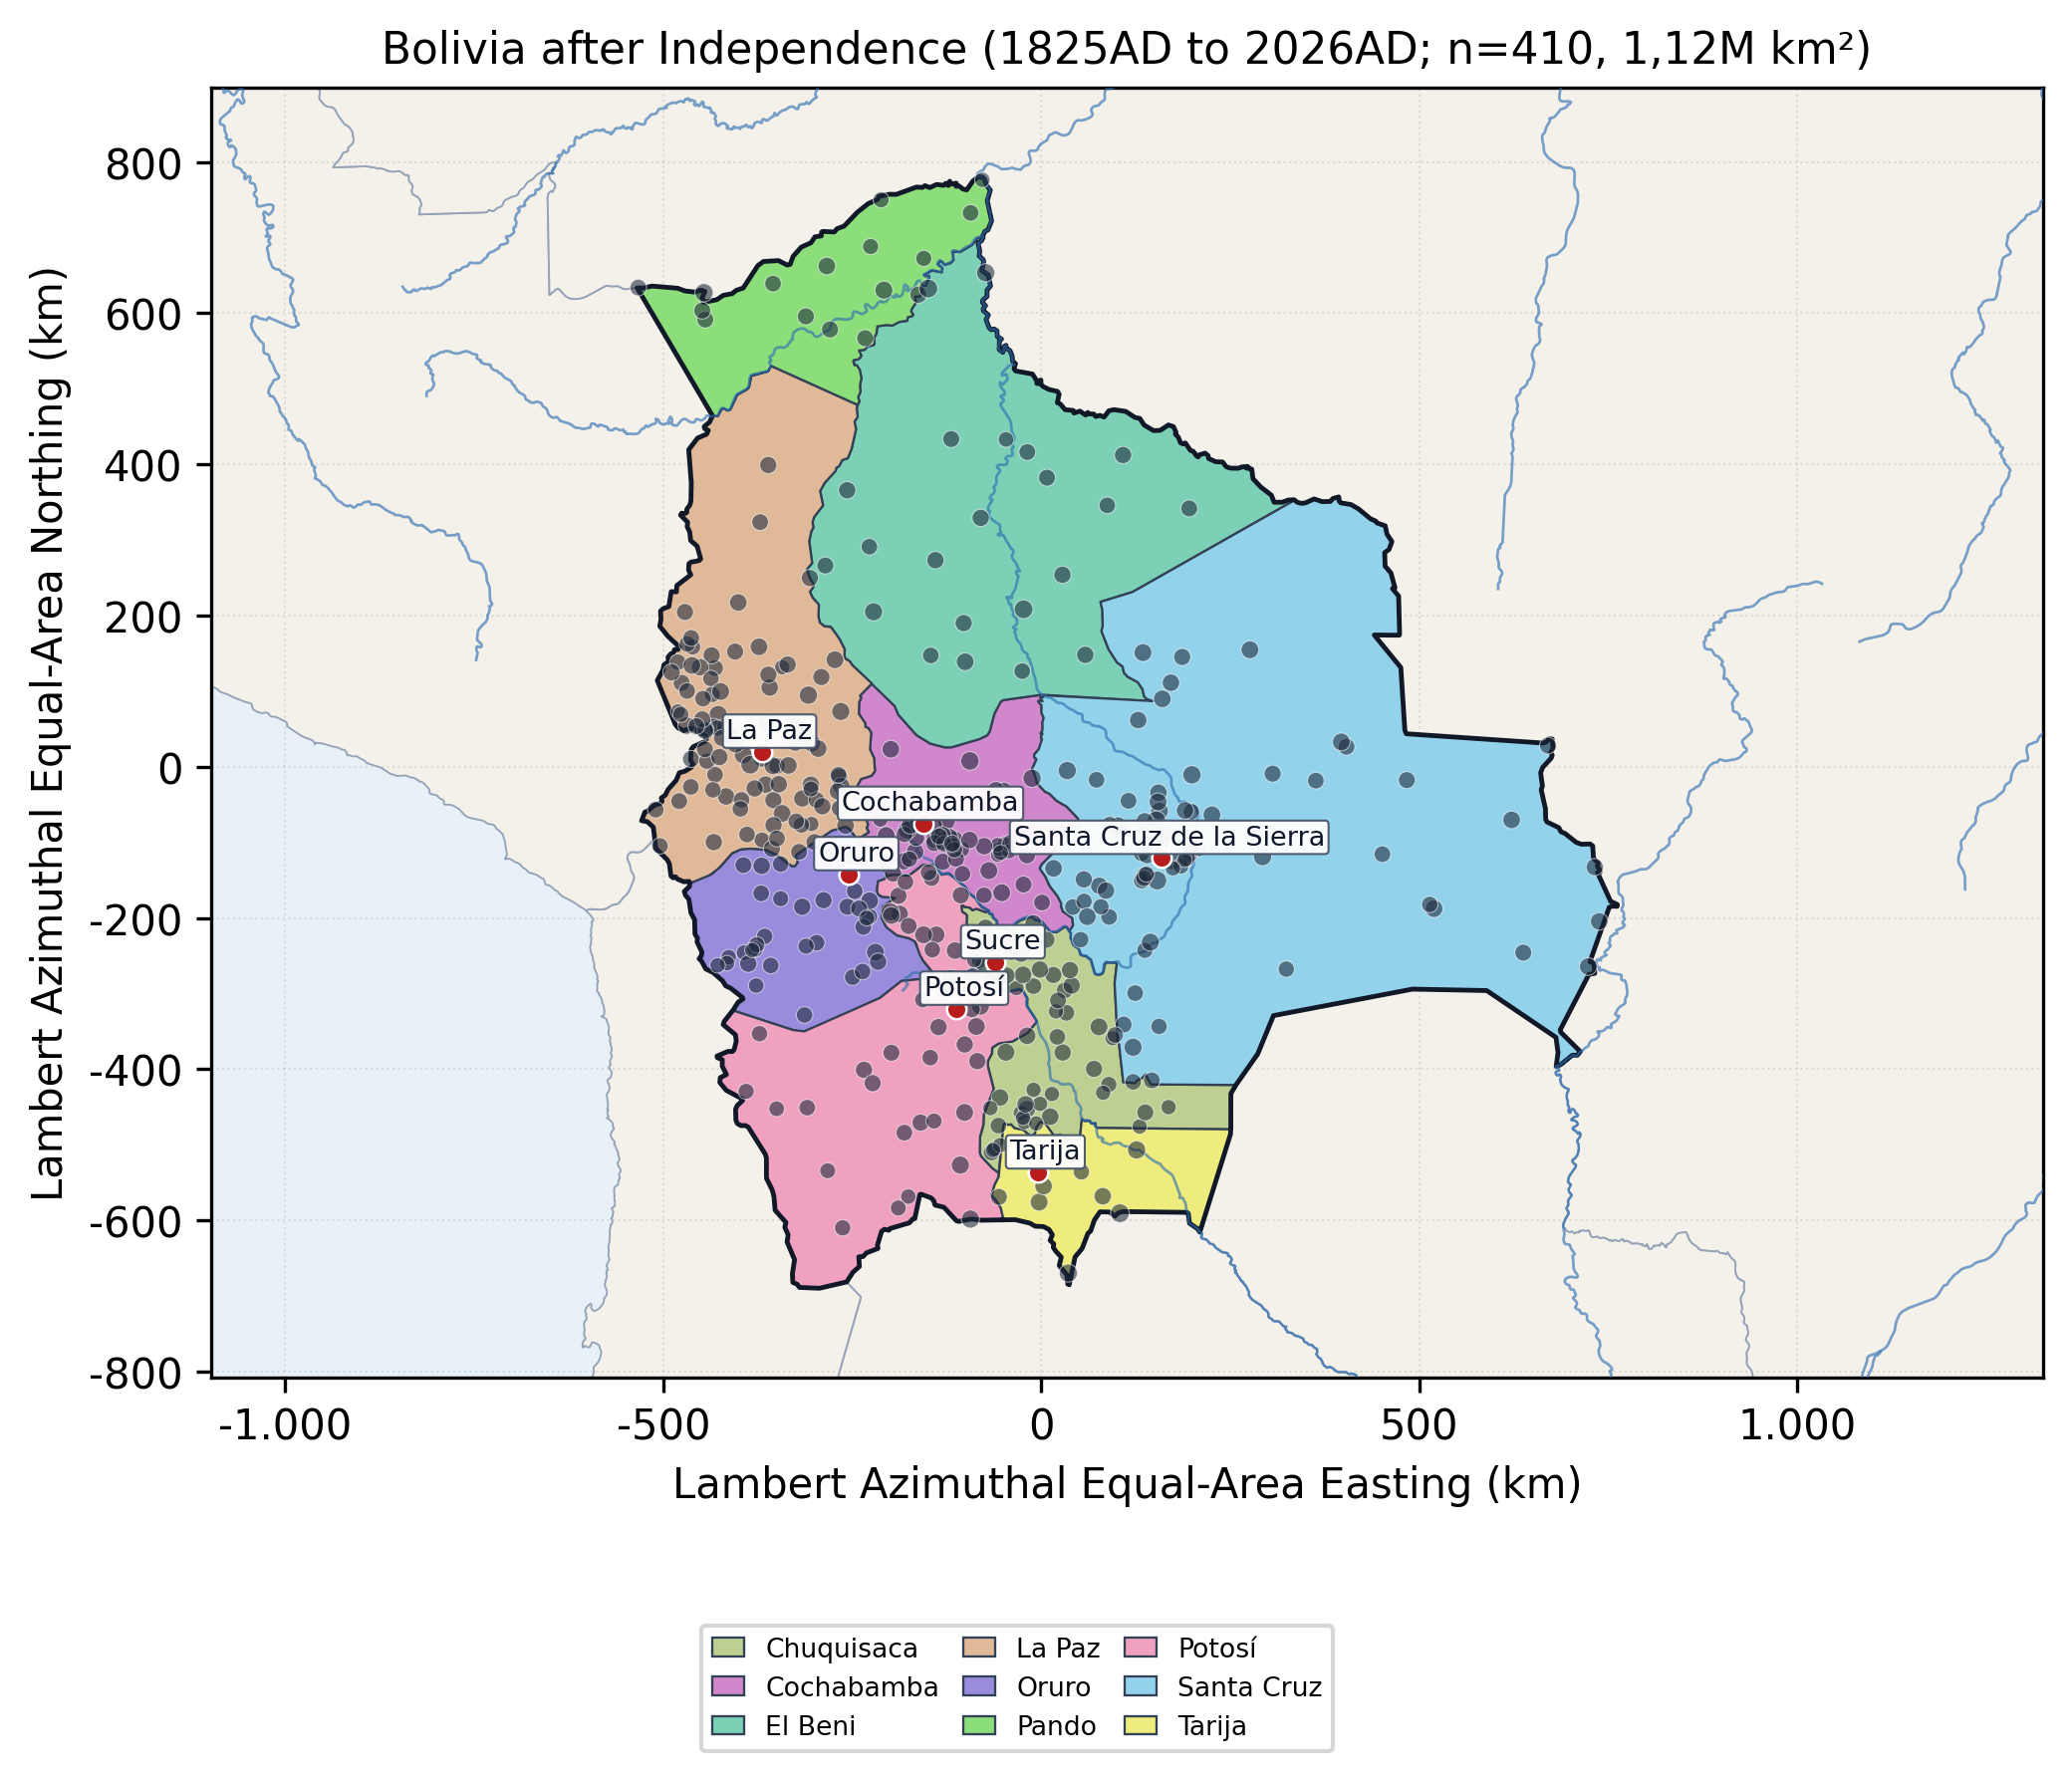 Bolivia after Independence (1825AD to 2026AD; n=410, 1,12M km²)
Lambert Azimuthal Equal-Area Northing (km)
800
600
400
200
0
-200
-400
-600
-800
La Paz
Cochabamba
Santa Cruz de la Sierra
Oruro
Sucre
Potosí
Tarija
-1.000 -500 0 500 1.000
Lambert Azimuthal Equal-Area Easting (km)
Chuquisaca La Paz Potosí
Cochabamba Oruro Santa Cruz
El Beni Pando Tarija